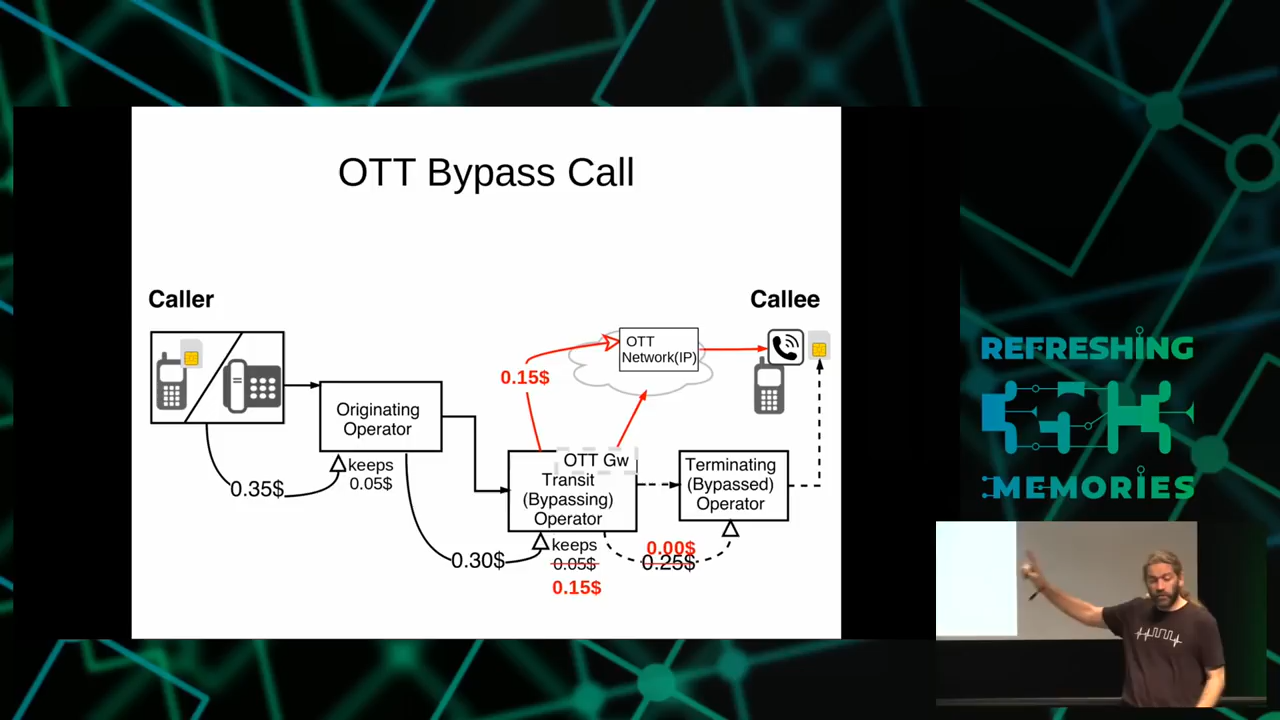 OTT Bypass Call
Caller
Callee
OTT
Network(IP)
0.15$
Originating
Operator
keeps
0.05$
0.35$
OTT Gw
Transit
(Bypassing)
Operator
Terminating
(Bypassed)
Operator
0.30$
keeps
0.05$
0.15$
0.00$
0.25$
REFRESHING
MEMORIES